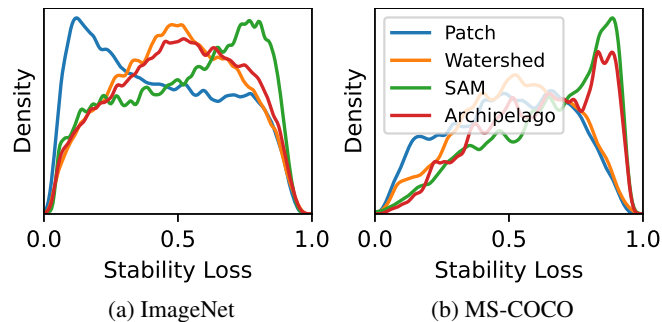 Density
0.0 0.5 1.0
Stability Loss
(a) ImageNet
Density
Patch
Watershed
SAM
Archipelago
0.0 0.5 1.0
Stability Loss
(b) MS-COCO